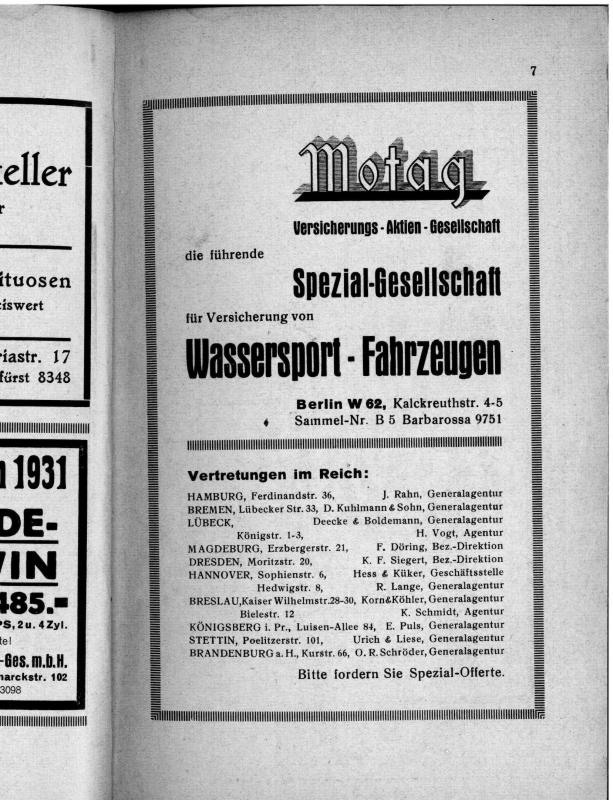 eller
r
ituosen
eiswert
riastr. 17
fürst 8348
1931
DE-
WIN
485.=
PS, 2 u. 4 Zyl.
te!
-Ges.m.b.H.
marckstr. 102
3098
7
Motag
Versicherungs-Aktien-Gesellschaft
die führende
Spezial-Gesellschaft
für Versicherung von
Wassersport-Fahrzeugen
Berlin W 62, Kalckreuthstr. 4-5
Sammel-Nr. B 5 Barbarossa 9751
Vertretungen im Reich:
HAMBURG, Ferdinandstr. 36, J. Rahn, Generalagentur
BREMEN, Lübecker Str. 33, D. Kuhlmann & Sohn, Generalagentur
LÜBECK, Deecke & Boldemann, Generalagentur
Königstr. 1-3, H. Vogt, Agentur
MAGDEBURG, Erzbergerstr. 21, F. Döring, Bez.-Direktion
DRESDEN, Moritzstr. 20, K. F. Siegert, Bez.-Direktion
HANNOVER, Sophienstr. 6, Hess & Küker, Geschäftsstelle
Hedwigstr. 8, R. Lange, Generalagentur
BRESLAU, Kaiser Wilhelmstr. 28-30, Korn & Köhler, Generalagentur
Bielestr. 12 K. Schmidt, Agentur
KÖNIGSBERG i. Pr., Luisen-Allee 84, E. Puls, Generalagentur
STETTIN, Poelitzerstr. 101, Urich & Liese, Generalagentur
BRANDENBURG a. H., Kurstr. 66, O. R. Schröder, Generalagentur
Bitte fordern Sie Spezial-Offerte.